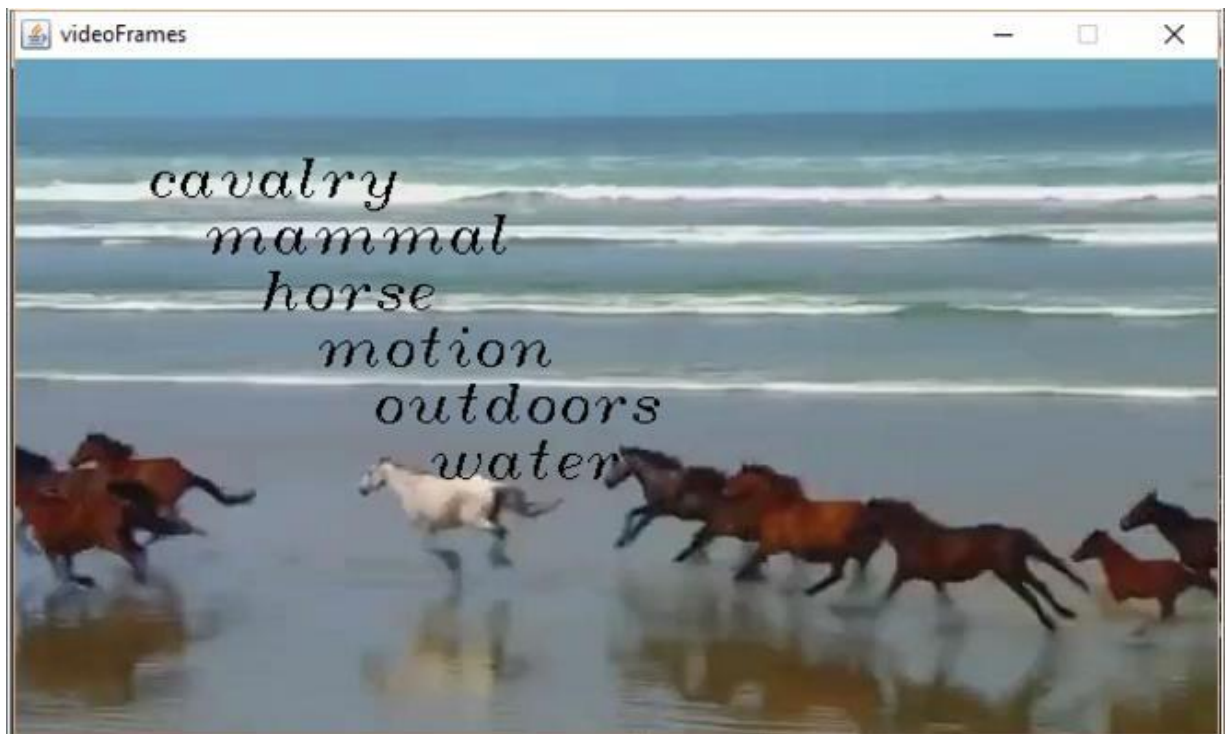 videoFrames
cavalry
mammal
horse
motion
outdoors
water